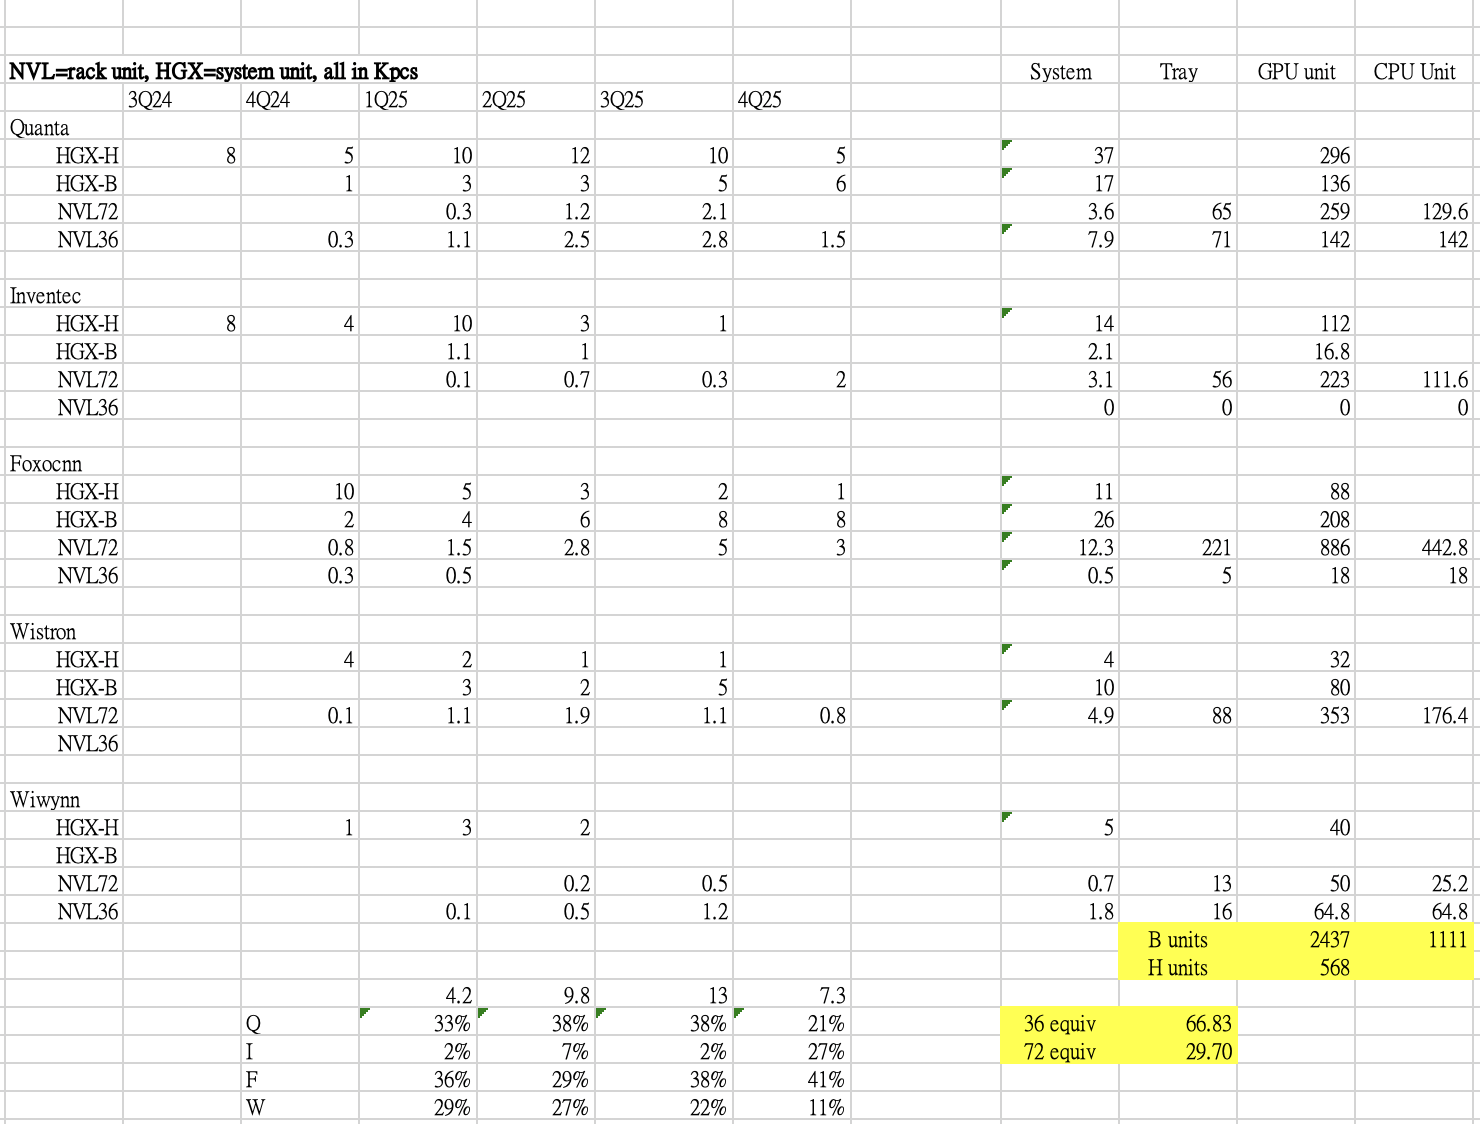 NVL=rack unit, HGX=system unit, all in Kpcs System Tray GPU unit CPU Unit
3Q24 4Q24 1Q25 2Q25 3Q25 4Q25
Quanta
HGX-H 8 5 10 12 10 5 37 296
HGX-B 1 3 3 5 6 17 136
NVL72 0.3 1.2 2.1 3.6 65 259 129.6
NVL36 0.3 1.1 2.5 2.8 1.5 7.9 71 142 142
Inventec
HGX-H 8 4 10 3 1 14 112
HGX-B 1.1 1 2.1 16.8
NVL72 0.1 0.7 0.3 2 3.1 56 223 111.6
NVL36 0 0 0 0
Foxocnn
HGX-H 10 5 3 2 1 11 88
HGX-B 2 4 6 8 8 26 208
NVL72 0.8 1.5 2.8 5 3 12.3 221 886 442.8
NVL36 0.3 0.5 0.5 5 18 18
Wistron
HGX-H 4 2 1 1 4 32
HGX-B 3 2 5 10 80
NVL72 0.1 1.1 1.9 1.1 0.8 4.9 88 353 176.4
NVL36
Wiwynn
HGX-H 1 3 2 5 40
HGX-B
NVL72 0.2 0.5 0.7 13 50 25.2
NVL36 0.1 0.5 1.2 1.8 16 64.8 64.8
B units 2437 1111
H units 568
4.2 9.8 13 7.3
Q 33% 38% 38% 21% 36 equiv 66.83
I 2% 7% 2% 27% 72 equiv 29.70
F 36% 29% 38% 41%
W 29% 27% 22% 11%